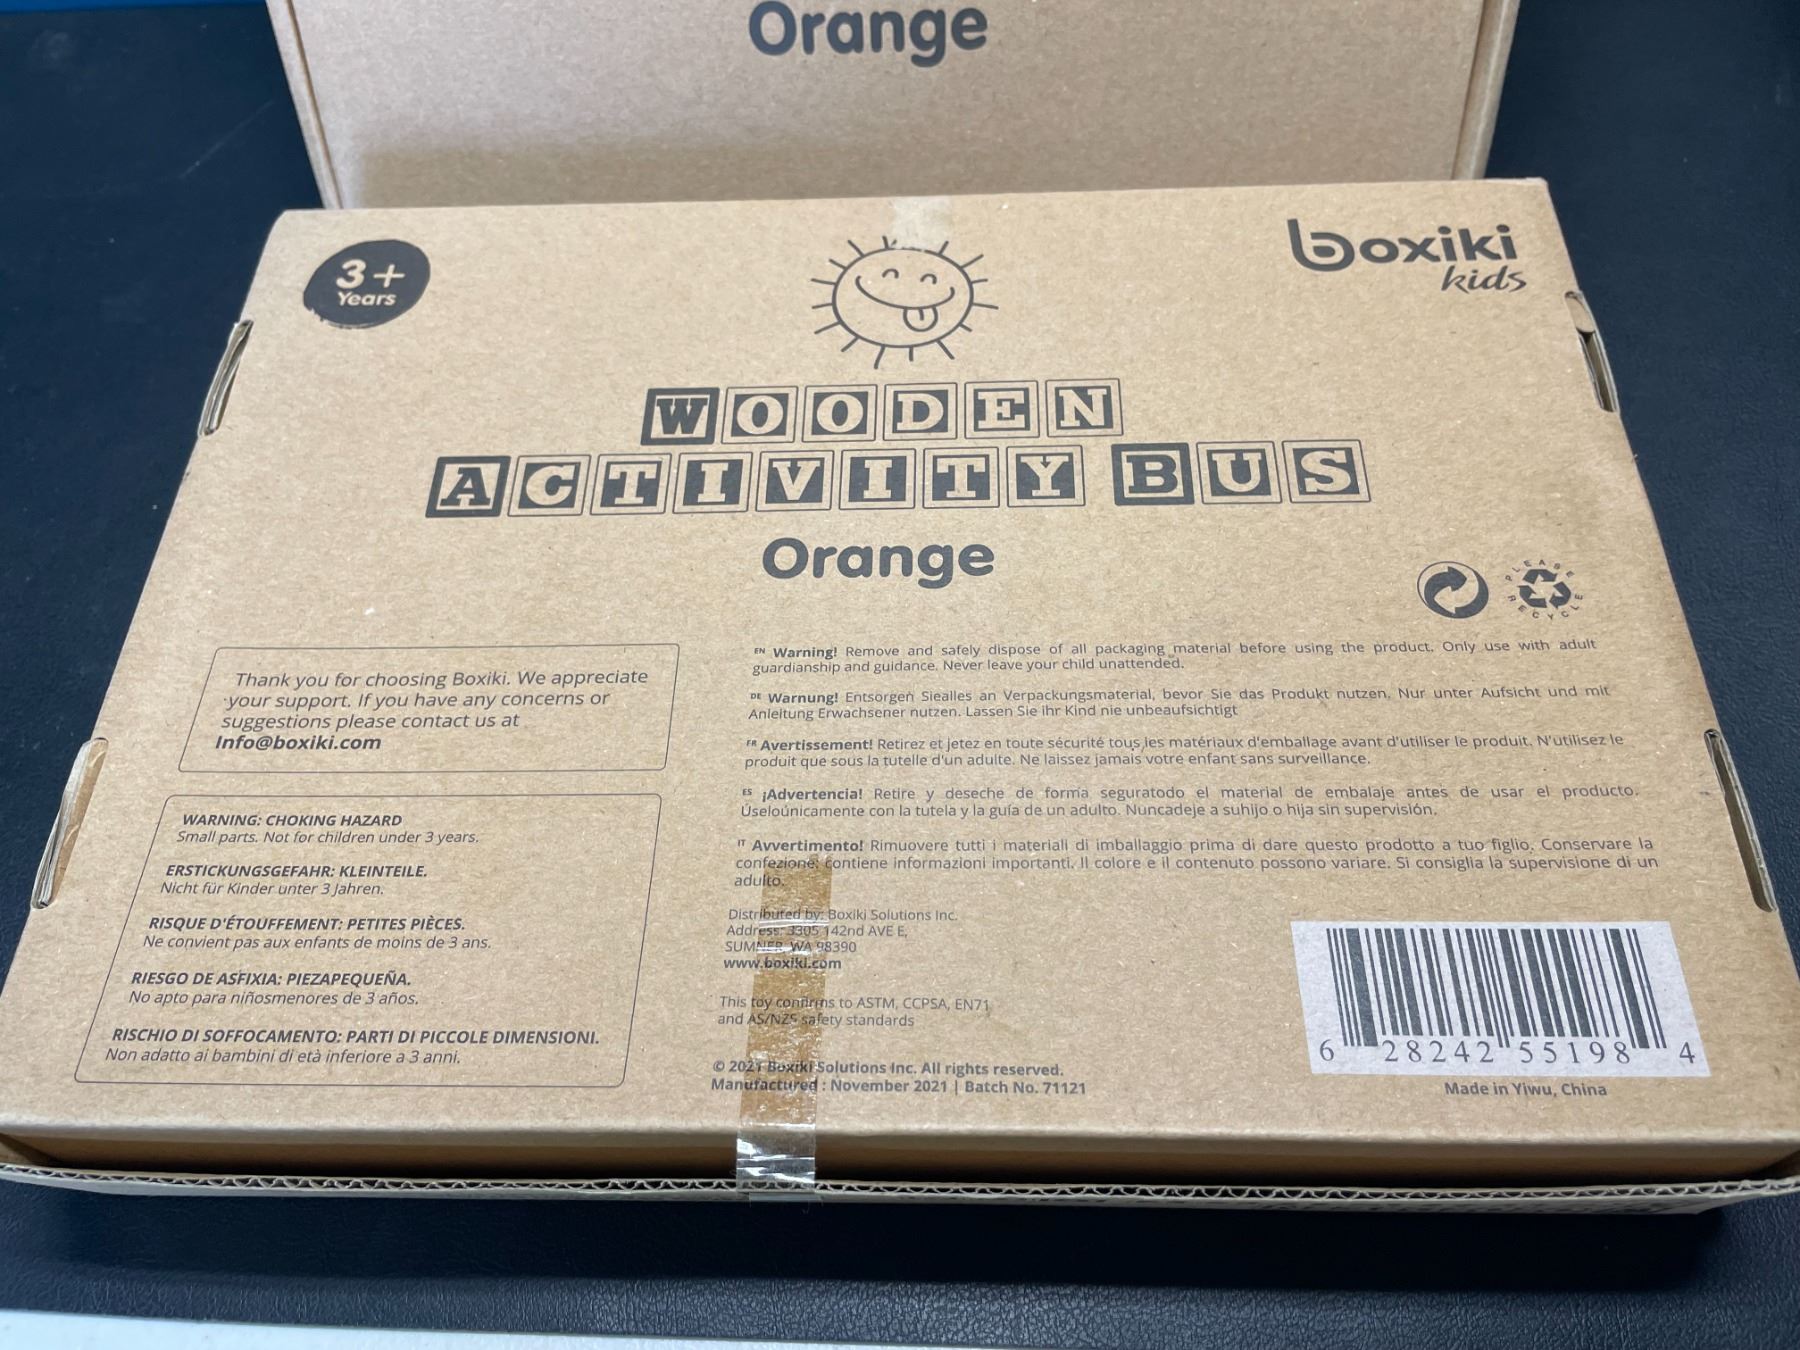 Orange
3+
Years
boxiki
kids
WOODEN
ACTIVITY BUS
Orange
PLEASE RECYCLE
Thank you for choosing Boxiki. We appreciate
your support. If you have any concerns or
suggestions please contact us at
Info@boxiki.com
WARNING: CHOKING HAZARD
Small parts. Not for children under 3 years.
ERSTICKUNGSGEFAHR: KLEINTEILE.
Nicht für Kinder unter 3 Jahren.
RISQUE D'ÉTOUFFEMENT: PETITES PIÈCES.
Ne convient pas aux enfants de moins de 3 ans.
RIESGO DE ASFIXIA: PIEZAPEQUEÑA.
No apto para niñosmenores de 3 años.
RISCHIO DI SOFFOCAMENTO: PARTI DI PICCOLE DIMENSIONI.
Non adatto ai bambini di età inferiore a 3 anni.
EN Warning! Remove and safely dispose of all packaging material before using the product. Only use with adult
guardianship and guidance. Never leave your child unattended.
DE Warnung! Entsorgen Siealles an Verpackungsmaterial, bevor Sie das Produkt nutzen. Nur unter Aufsicht und mit
Anleitung Erwachsener nutzen. Lassen Sie ihr Kind nie unbeaufsichtigt
FR Avertissement! Retirez et jetez en toute sécurité tous les matériaux d'emballage avant d'utiliser le produit. N'utilisez le
produit que sous la tutelle d'un adulte. Ne laissez jamais votre enfant sans surveillance.
ES ¡Advertencia! Retire y deseche de forma seguratodo el material de embalaje antes de usar el producto.
Úseloúnicamente con la tutela y la guía de un adulto. Nuncadeje a suhijo o hija sin supervisión.
IT Avvertimento! Rimuovere tutti i materiali di imballaggio prima di dare questo prodotto a tuo figlio. Conservare la
confezione: contiene informazioni importanti. Il colore e il contenuto possono variare. Si consiglia la supervisione di un
adulto.
Distributed by: Boxiki Solutions Inc.
Address: 3305 142nd AVE E,
SUMNER, WA 98390
www.boxiki.com
This toy confirms to ASTM, CCPSA, EN71
and AS/NZS safety standards
© 2021 Boxiki Solutions Inc. All rights reserved.
Manufactured : November 2021 | Batch No. 71121
6 28242 55198 4
Made in Yiwu, China